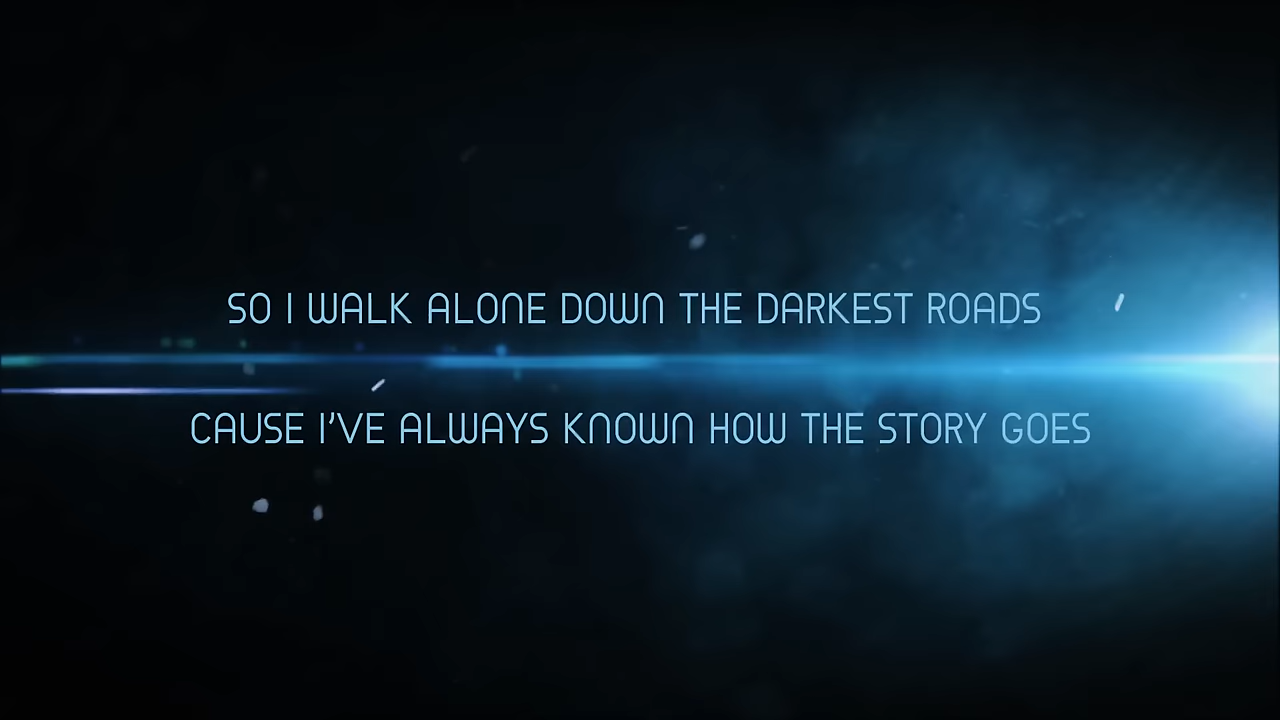 SO I WALK ALONE DOWN THE DARKEST ROADS
CAUSE I'VE ALWAYS KNOWN HOW THE STORY GOES